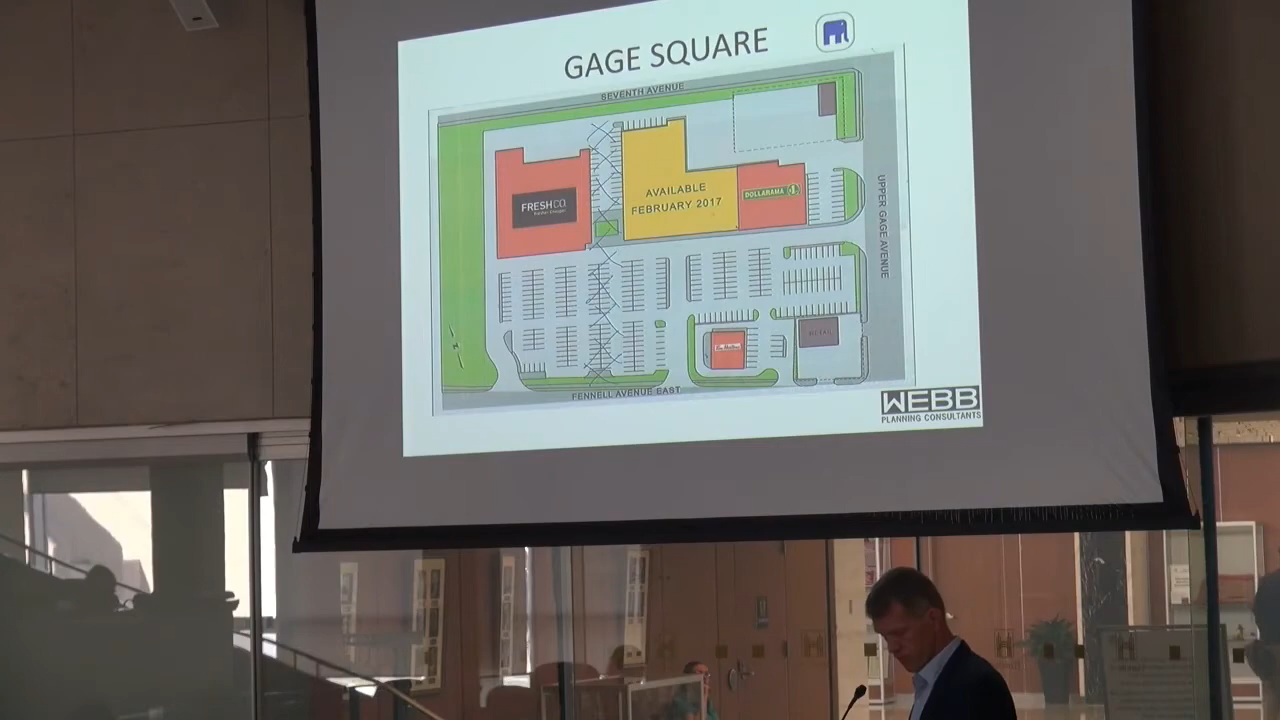 GAGE SQUARE
SEVENTH AVENUE
FRESHCO.
AVAILABLE
FEBRUARY 2017
DOLLARAMA
UPPER GAGE AVENUE
RETAIL
FENNELL AVENUE EAST
WEBB
PLANNING CONSULTANTS